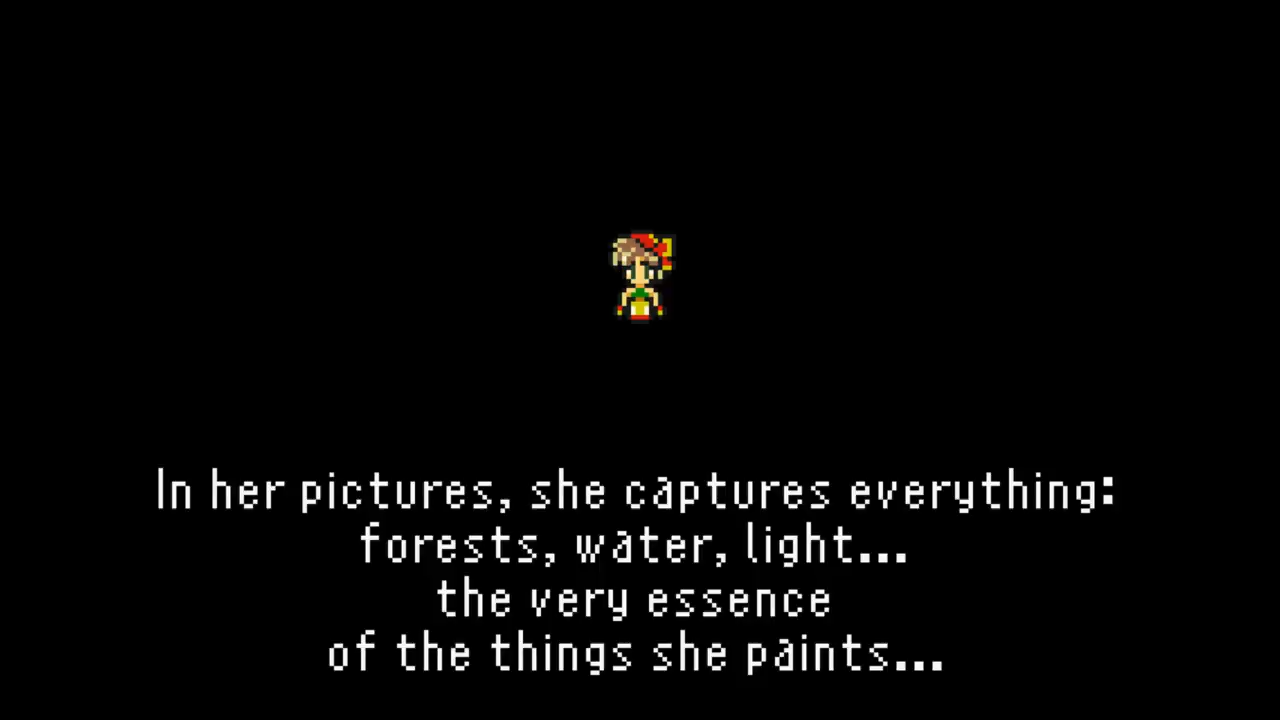 In her pictures, she captures everything:
forests, water, light...
the very essence
of the things she paints...